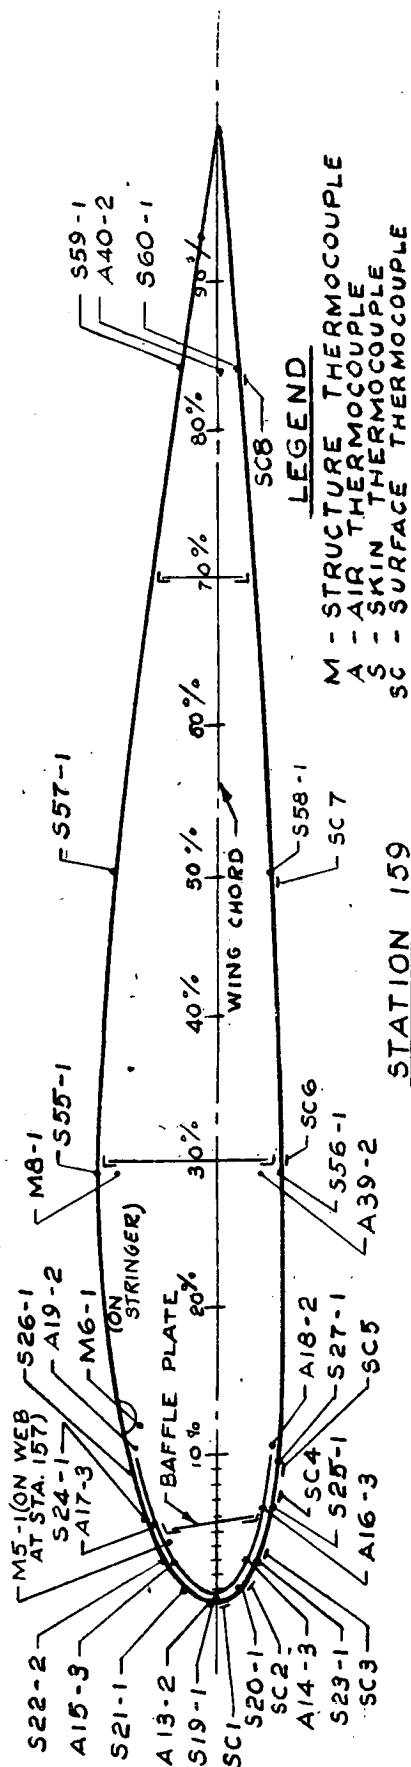 S22-2
A15-3
S21-1
A13-2
S19-1
SC1
S20-1
SC2
A14-3
S23-1
SC3
M5-1(ON WEB
AT STA. 157)
S24-1
A17-3
S26-1
A19-2
M6-1
(ON
STRINGER)
BAFFLE PLATE
10%
20%
A18-2
S27-1
SC5
SC4
S25-1
A16-3
M8-1
S55-1
30%
SC6
S56-1
A39-2
40%
WING CHORD
50%
S57-1
S58-1
SC7
60%
70%
80%
90%
S59-1
A40-2
S60-1
SC8
LEGEND
M - STRUCTURE THERMOCOUPLE
A - AIR THERMOCOUPLE
S - SKIN THERMOCOUPLE
SC - SURFACE THERMOCOUPLE
STATION 159